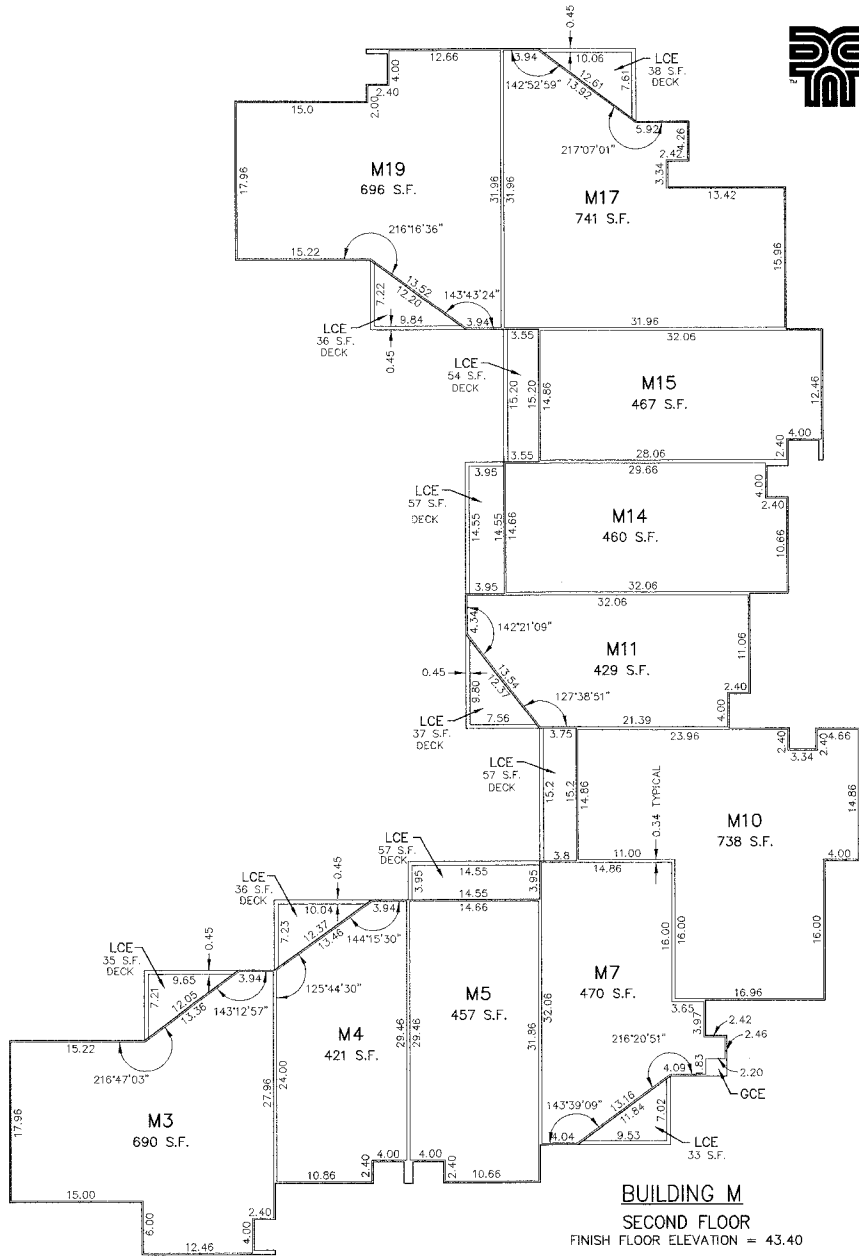 0.45
12.66
3.94
10.06
LCE
38 S.F.
DECK
4.00
7.61
12.61
13.92
142°52'59"
2.40
2.00
15.0
5.92
217°07'01"
4.26
2.42
3.34
M19
696 S.F.
M17
741 S.F.
13.42
17.96
31.96
31.96
15.96
216°16'36"
15.22
13.52
12.20
143°43'24"
7.22
9.84
3.94
31.96
LCE
36 S.F.
DECK
0.45
3.55
32.06
LCE
54 S.F.
DECK
15.20
15.20
14.86
M15
467 S.F.
12.46
4.00
2.40
3.55
28.06
3.95
29.66
LCE
57 S.F.
DECK
14.55
14.55
14.66
M14
460 S.F.
4.00
2.40
10.66
3.95
32.06
32.06
4.34
142°21'09"
M11
429 S.F.
11.06
0.45
13.54
12.37
9.80
127°38'51"
2.40
4.00
7.56
21.39
LCE
37 S.F.
DECK
3.75
23.96
2.40
2.40
4.66
3.34
LCE
57 S.F.
DECK
15.2
15.2
14.86
0.34 TYPICAL
M10
738 S.F.
14.86
3.8
11.00
4.00
14.86
LCE
57 S.F.
DECK
3.95
14.55
3.95
14.55
0.45
LCE
36 S.F.
DECK
10.04
3.94
14.66
7.23
12.37
13.46
144°15'30"
16.00
16.00
16.00
LCE
35 S.F.
DECK
0.45
9.65
3.94
125°44'30"
M7
470 S.F.
M5
457 S.F.
7.21
12.05
13.36
143°12'57"
M4
421 S.F.
29.46
29.46
32.06
31.86
16.96
3.65
3.97
2.42
2.46
15.22
216°47'03"
24.00
27.96
216°20'51"
4.09
2.20
GCE
17.96
M3
690 S.F.
143°39'09"
13.16
11.84
7.02
4.04
9.53
LCE
33 S.F.
4.00
4.00
2.40
2.40
10.86
10.66
15.00
6.00
2.40
4.00
12.46
BUILDING M
SECOND FLOOR
FINISH FLOOR ELEVATION = 43.40